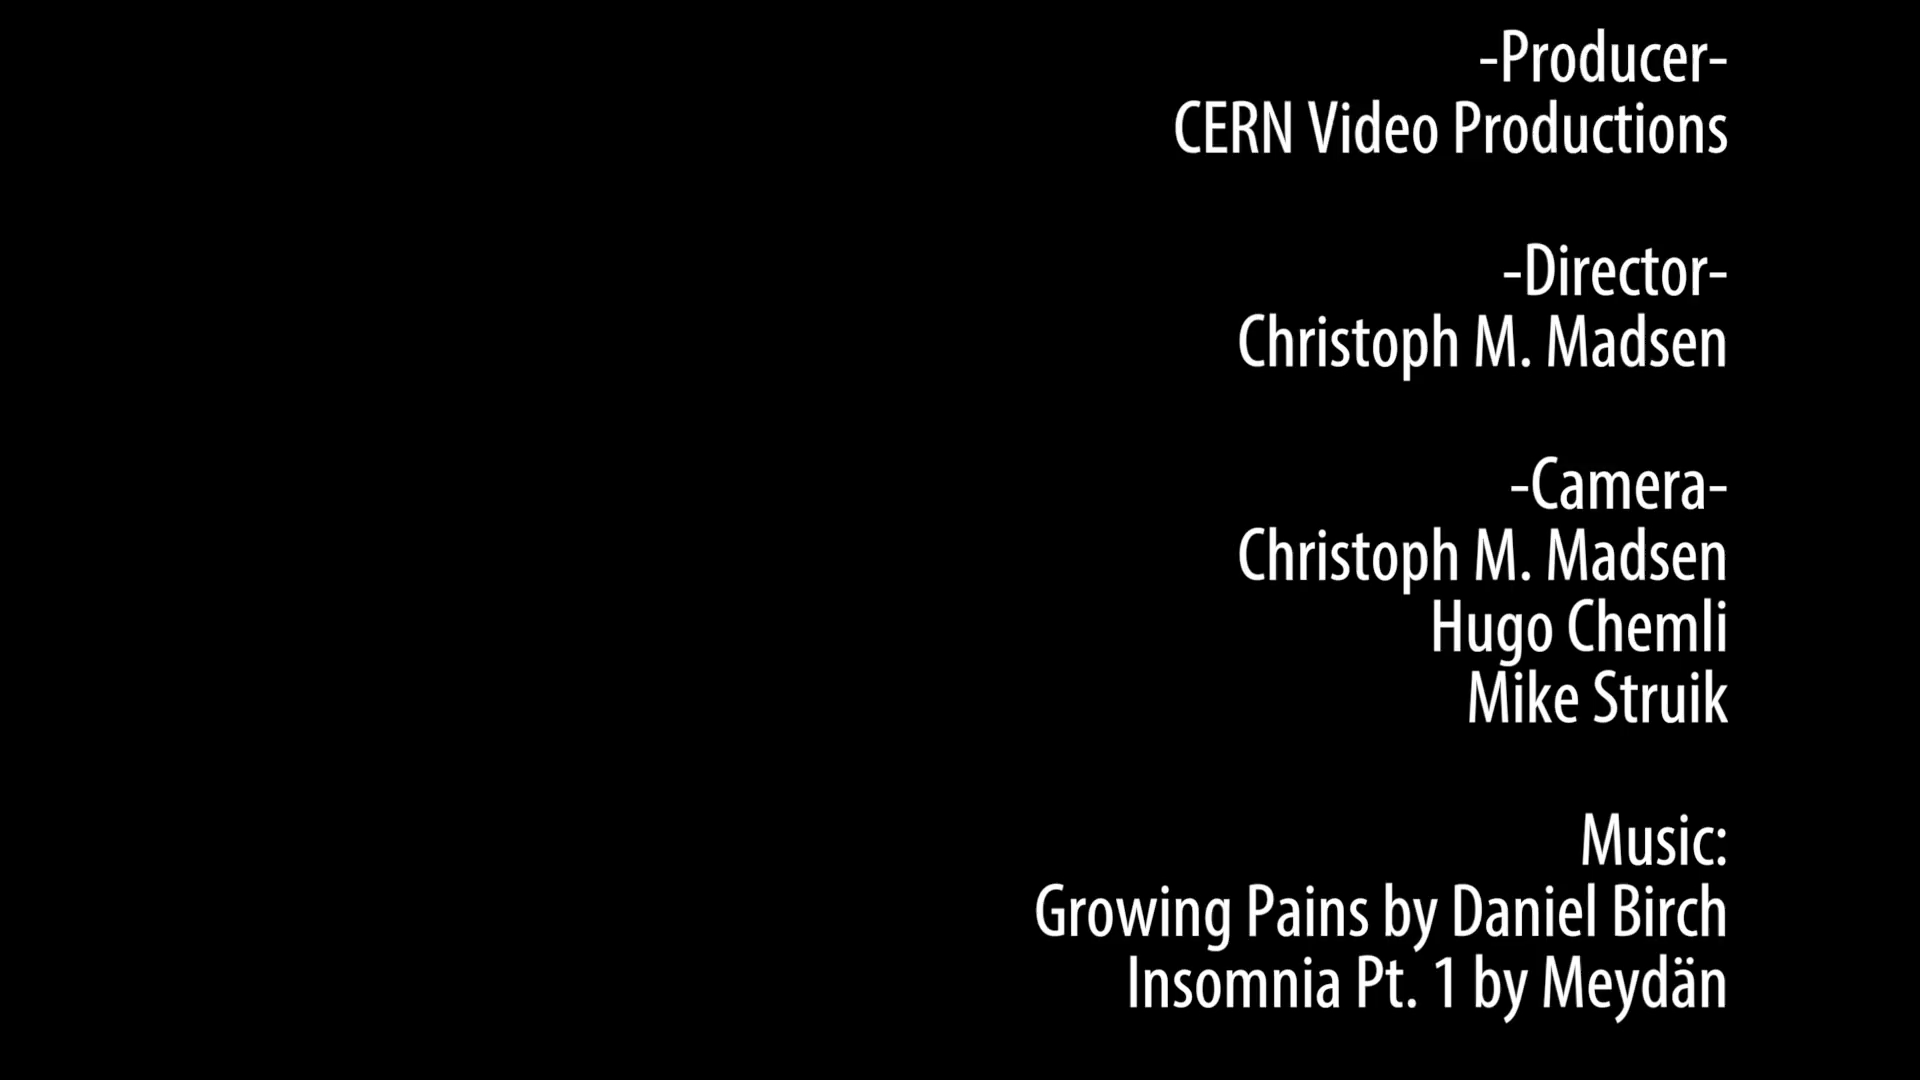 -Producer-
CERN Video Productions
-Director-
Christoph M. Madsen
-Camera-
Christoph M. Madsen
Hugo Chemli
Mike Struik
Music:
Growing Pains by Daniel Birch
Insomnia Pt. 1 by Meydän